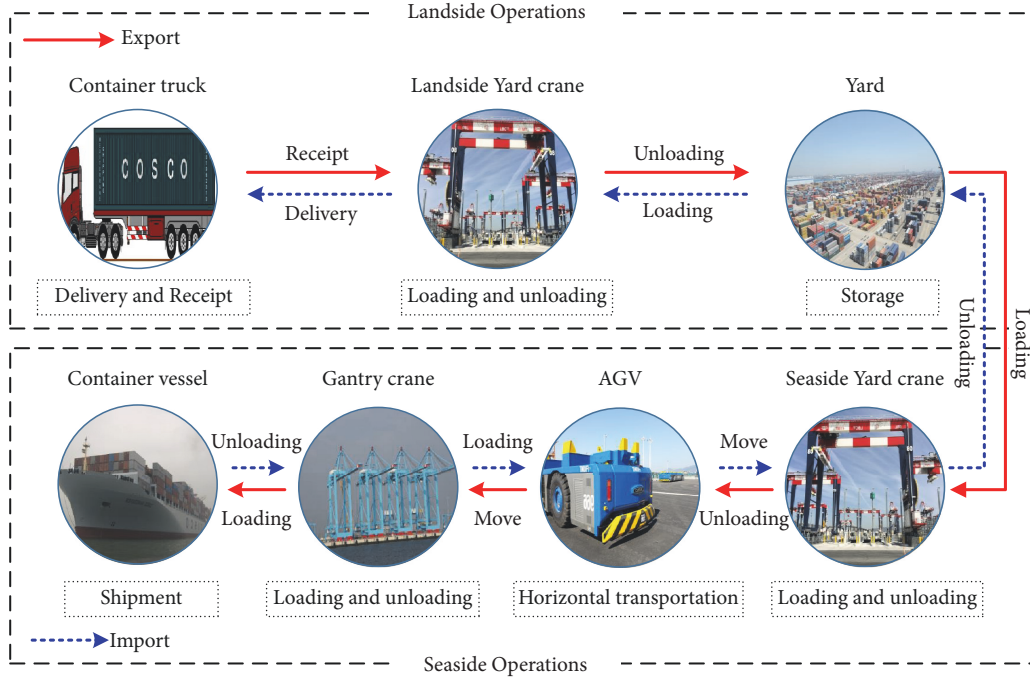 Landside Operations
Export
Container truck
Landside Yard crane
Yard
COSCO
Receipt
Delivery
Unloading
Loading
Delivery and Receipt
Loading and unloading
Storage
Unloading
Loading
Container vessel
Gantry crane
AGV
Seaside Yard crane
Unloading
Loading
Loading
Move
Move
Unloading
Shipment
Loading and unloading
Horizontal transportation
Loading and unloading
Import
Seaside Operations